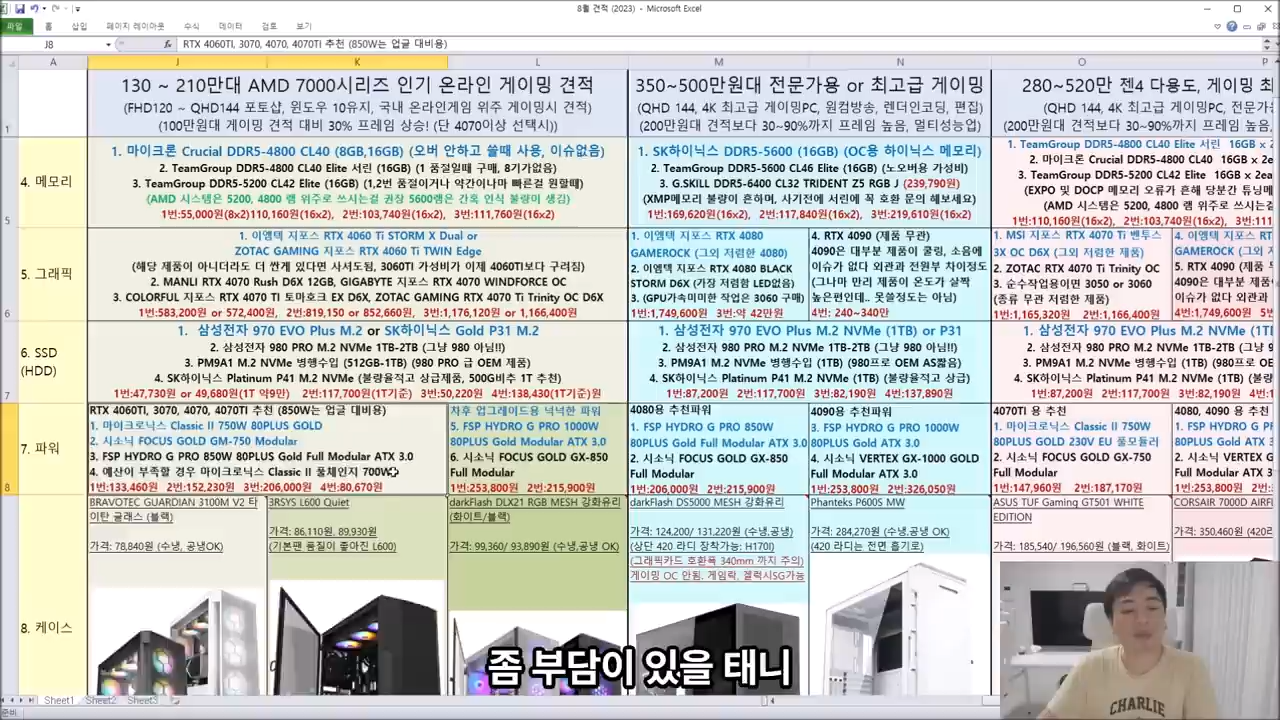 8월 견적 (2023) - Microsoft Excel
파일 홈 삽입 페이지 레이아웃 수식 데이터 검토 보기
J8 fx RTX 4060TI, 3070, 4070, 4070TI 추천 (850W는 업글 대비용)
A J K L M N O P
130 ~ 210만대 AMD 7000시리즈 인기 온라인 게이밍 견적
(FHD120 ~ QHD144 포토샵, 윈도우 10유지, 국내 온라인게임 위주 게이밍시 견적)
(100만원대 게이밍 견적 대비 30% 프레임 상승! (단 4070이상 선택시))
350~500만원대 전문가용 or 최고급 게이밍
(QHD 144, 4K 최고급 게이밍PC, 원컴방송, 렌더인코딩, 편집)
(200만원대 견적보다 30~90%까지 프레임 높음, 멀티성능업)
280~520만 젠4 다용도, 게이밍 최
(QHD 144, 4K 최고급 게이밍PC, 전문가용
(200만원대 견적보다 30~90%까지 프레임 높음
1
4. 메모리
5
1. 마이크론 Crucial DDR5-4800 CL40 (8GB,16GB) (오버 안하고 쓸때 사용, 이슈없음)
2. TeamGroup DDR5-4800 CL40 Elite 서린 (16GB) (1 품절일때 구매, 8기가없음)
3. TeamGroup DDR5-5200 CL42 Elite (16GB) (1,2번 품절이거나 약간이나마 빠른걸 원할때)
(AMD 시스템은 5200, 4800 램 위주로 쓰시는걸 권장 5600램은 간혹 인식 불량이 생김)
1번:55,000원(8x2)110,160원(16x2), 2번:103,740원(16x2), 3번:111,760원(16x2)
1. SK하이닉스 DDR5-5600 (16GB) (OC용 하이닉스 메모리)
2. TeamGroup DDR5-5600 CL46 Elite (16GB) (노오버용 가성비)
3. G.SKILL DDR5-6400 CL32 TRIDENT Z5 RGB J (239,790원)
(XMP메모리 불량이 흔하며, 사기전에 서린에 꼭 호환 문의 해보세요)
1번:169,620원(16x2), 2번:117,840원(16x2), 3번:219,610원(16x2)
1. TeamGroup DDR5-4800 CL40 Elite 서린 (16GB) x 2
2. 마이크론 Crucial DDR5-4800 CL40 16GB x 2e
3. TeamGroup DDR5-5200 CL42 Elite 16GB x 2ea
(EXPO 및 DOCP 메모리 오류가 흔해 당분간 튜닝메
(AMD 시스템은 5200, 4800 램 위주로 쓰시는걸
1번:110,160원(16x2), 2번:103,740원(16x2), 3번:111
5. 그래픽
6
1. 이엠텍 지포스 RTX 4060 Ti STORM X Dual or
ZOTAC GAMING 지포스 RTX 4060 Ti TWIN Edge
(해당 제품이 아니더라도 더 싼게 있다면 사셔도됨, 3060TI 가성비가 이제 4060TI보다 구려짐)
2. MANLI RTX 4070 Rush D6X 12GB, GIGABYTE 지포스 RTX 4070 WINDFORCE OC
3. COLORFUL 지포스 RTX 4070 TI 토마호크 EX D6X, ZOTAC GAMING RTX 4070 Ti Trinity OC D6X
1번:583,200원 or 572,400원, 2번:819,150 or 852,660원, 3번:1,176,120원 or 1,166,400원
1. 이엠텍 지포스 RTX 4080
GAMEROCK (그외 저렴한 4080)
2. 이엠텍 지포스 RTX 4080 BLACK
STORM D6X (가장 저렴함 LED없음)
3. (GPU가속미미한 작업은 3060 구매)
1번:1,749,600원 3번:약 42만원
4. RTX 4090 (제품 무관)
4090은 대부분 제품이 쿨링, 소음에
이슈가 없다 외관과 전원부 차이정도
(그나마 만리 제품이 온도가 살짝
높은편인데.. 못쓸정도는 아님)
4번: 240~340만
1. MSI 지포스 RTX 4070 Ti 벤투스
3X OC D6X (그외 저렴한 제품)
2. ZOTAC RTX 4070 Ti Trinity OC
3. 순수작업용이면 3050 or 3060
(종류 무관 저렴한 제품)
1번:1,165,320원 2번:1,166,400원
4. 이엠텍 지포스 RT
GAMEROCK (그외 저
5. RTX 4090 (제품 무
4090은 대부분 제품이
이슈가 없다 외관과 전
4번:1,749,600원 5번
6. SSD
(HDD)
7
1. 삼성전자 970 EVO Plus M.2 or SK하이닉스 Gold P31 M.2
2. 삼성전자 980 PRO M.2 NVMe 1TB-2TB (그냥 980 아님!!)
3. PM9A1 M.2 NVMe 병행수입 (512GB-1TB) (980 PRO 급 OEM 제품)
4. SK하이닉스 Platinum P41 M.2 NVMe (불량율적고 상급제품, 500G비추 1T 추천)
1번:47,730원 or 49,680원(1T 약9만) 2번:117,700원(1T기준) 3번:50,220원 4번:138,430(1T기준)원
1. 삼성전자 970 EVO Plus M.2 NVMe (1TB) or P31
2. 삼성전자 980 PRO M.2 NVMe 1TB-2TB (그냥 980 아님!!)
3. PM9A1 M.2 NVMe 병행수입 (1TB) (980프로 OEM AS짧음)
4. SK하이닉스 Platinum P41 M.2 NVMe (1TB) (불량율적고 상급)
1번:87,200원 2번:117,700원 3번:82,190원 4번:137,890원
1. 삼성전자 970 EVO Plus M.2 NVMe (1T
2. 삼성전자 980 PRO M.2 NVMe 1TB-2TB (그냥
3. PM9A1 M.2 NVMe 병행수입 (1TB) (980프
4. SK하이닉스 Platinum P41 M.2 NVMe (1TB)
1번:87,200원 2번:117,700원 3번:82,190
7. 파워
8
RTX 4060TI, 3070, 4070, 4070TI 추천 (850W는 업글 대비용)
1. 마이크로닉스 Classic II 750W 80PLUS GOLD
2. 시소닉 FOCUS GOLD GM-750 Modular
3. FSP HYDRO G PRO 850W 80PLUS Gold Full Modular ATX 3.0
4. 예산이 부족할 경우 마이크로닉스 Classic II 풀체인지 700W
1번:133,460원 2번:152,230원 3번:206,000원 4번:80,670원
차후 업그레이드용 넉넉한 파워
5. FSP HYDRO G PRO 1000W
80PLUS Gold Modular ATX 3.0
6. 시소닉 FOCUS GOLD GX-850
Full Modular
1번:253,800원 2번:215,900원
4080용 추천파워
1. FSP HYDRO G PRO 850W
80PLUS Gold Full Modular ATX 3.0
2. 시소닉 FOCUS GOLD GX-850
Full Modular
1번:206,000원 2번:215,900원
4090용 추천파워
3. FSP HYDRO G PRO 1000W
80PLUS Gold Modular ATX 3.0
4. 시소닉 VERTEX GX-1000 GOLD
Full Modular ATX 3.0
1번:253,800원 2번:326,050원
4070TI 용 추천
1. 마이크로닉스 Classic II 750W
80PLUS GOLD 230V EU 풀모듈러
2. 시소닉 FOCUS GOLD GX-750
Full Modular
1번:147,960원 2번:187,170원
4080, 4090 용 추천
3. FSP HYDRO G PR
80PLUS Gold Modu
4. 시소닉 VERTEX G
Full Modular ATX 3.
1번:253,800원 2번:3
8. 케이스
BRAVOTEC GUARDIAN 3100M V2 타
이탄 글래스 (블랙)
가격: 78,840원 (수냉,공냉OK)
3RSYS L600 Quiet
가격: 86,110원, 89,930원
(기본팬 품질이 좋아진 L600)
darkFlash DLX21 RGB MESH 강화유리
(화이트/블랙)
가격: 99,360/ 93,890원 (수냉,공냉 OK)
darkFlash DS5000 MESH 강화유리
가격: 124,200/ 131,220원 (수냉,공냉)
(상단 420 라디 장착가능: H170I)
(그래픽카드 호환폭 340mm 까지 주의)
게이밍 OC 안됨, 게임락, 겔럭시SG가능
Phanteks P600S MW
가격: 284,270원 (수냉,공냉 OK)
(420 라디는 전면 흡기로)
ASUS TUF Gaming GT501 WHITE
EDITION
가격: 185,540/ 196,560원 (블랙, 화이트)
CORSAIR 7000D AIRFL
가격: 350,460원 (420라
좀 부담이 있을 태니
CHARLIE
Sheet1 Sheet2 Sheet3
준비